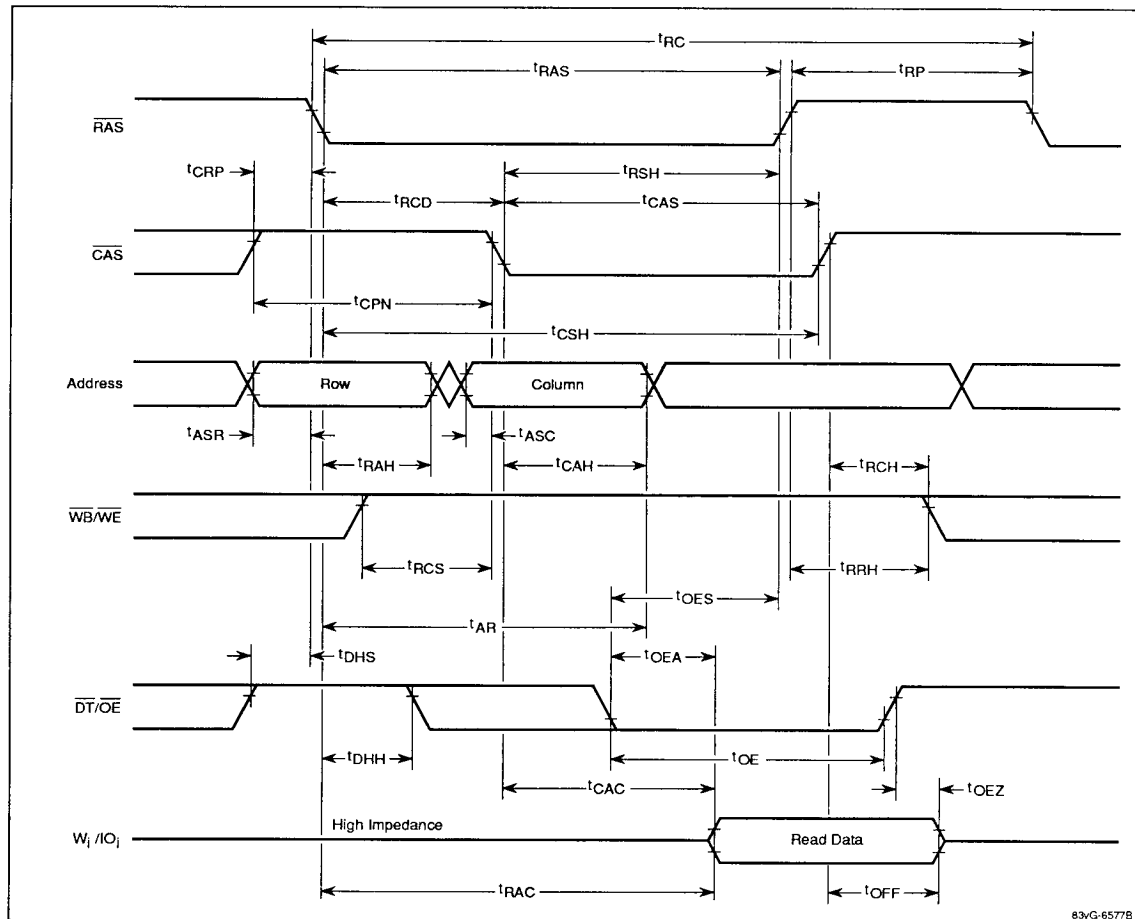 tRC
tRAS
tRP
RAS
tCRP
tRSH
tRCD
tCAS
CAS
tCPN
tCSH
Address
Row
Column
tASR
tASC
tRAH
tCAH
tRCH
WB/WE
tRCS
tRRH
tOES
tAR
tDHS
tOEA
DT/OE
tDHH
tOE
tCAC
tOEZ
High Impedance
Wj /IOj
Read Data
tRAC
tOFF
83vG-6577B